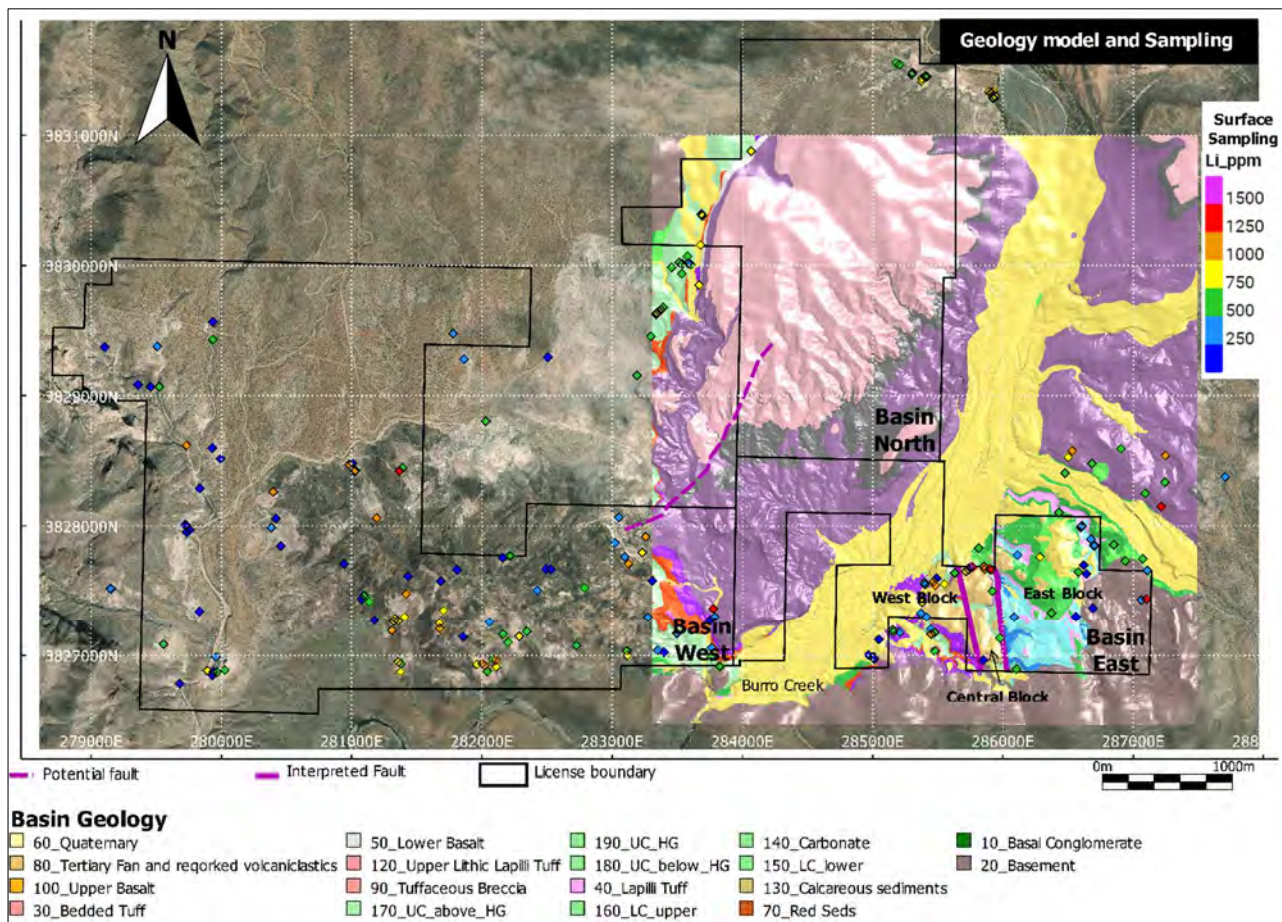 Geology model and Sampling
N
Surface
Sampling
Li_ppm
1500
1250
1000
750
500
250
3831000N
3830000N
3829000N
3828000N
3827000N
Basin
North
West Block
East Block
Basin
West
Basin
East
Burro Creek
Central Block
279000E 280000E 281000E 282000E 283000E 284000E 285000E 286000E 287000E 288
Potential fault Interpreted Fault License boundary
0m 1000m
Basin Geology
60_Quaternary 50_Lower Basalt 190_UC_HG 140_Carbonate 10_Basal Conglomerate
80_Tertiary Fan and reqorked volcaniclastics 120_Upper Lithic Lapilli Tuff 180_UC_below_HG 150_LC_lower 20_Basement
100_Upper Basalt 90_Tuffaceous Breccia 40_Lapilli Tuff 130_Calcareous sediments
30_Bedded Tuff 170_UC_above_HG 160_LC_upper 70_Red Seds